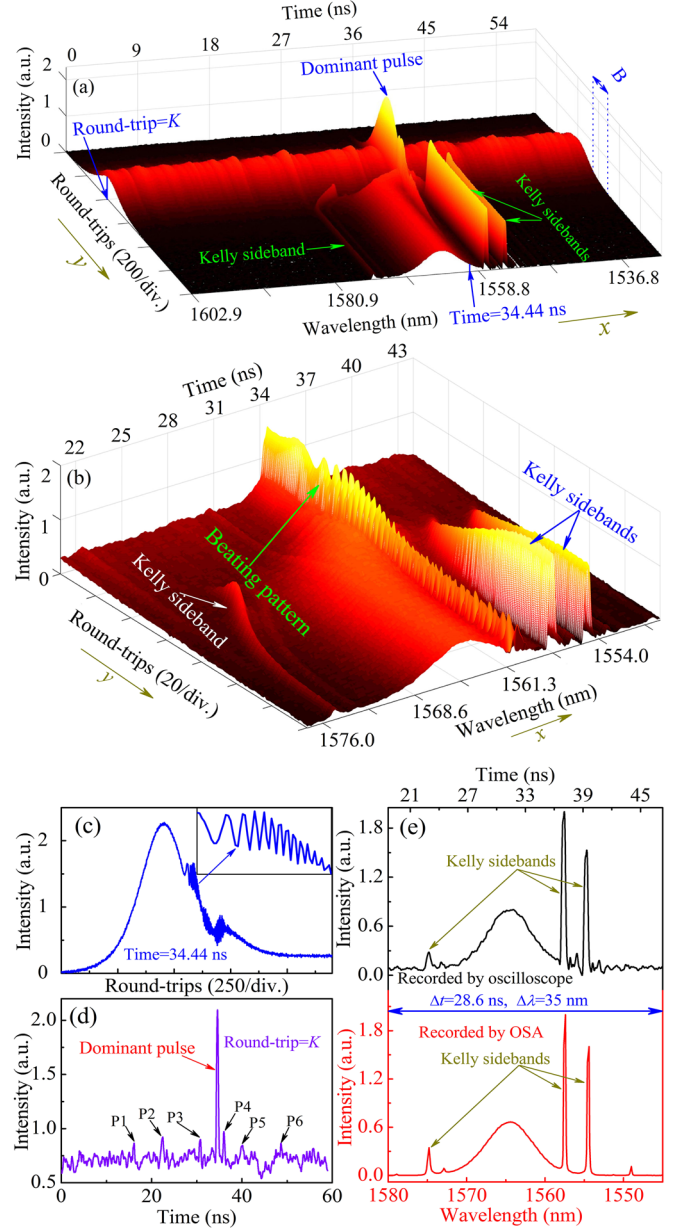 Time (ns)
0 9 18 27 36 45 54
(a)
Dominant pulse
B
Round-trip=K
Intensity (a.u.)
2
1
0
Kelly sidebands
Kelly sideband
Round-trips (200/div.)
y
1602.9 1580.9 1558.8 1536.8
Wavelength (nm)
Time=34.44 ns
x
Time (ns)
22 25 28 31 34 37 40 43
(b)
Intensity (a.u.)
2
1
0
Kelly sidebands
Beating pattern
Kelly sideband
Round-trips (20/div.)
y
1576.0 1568.6 1561.3 1554.0
Wavelength (nm)
x
(c)
Intensity (a.u.)
2
1
0
Time=34.44 ns
Round-trips (250/div.)
(d)
Intensity (a.u.)
2.0
1.5
1.0
0.5
Dominant pulse
Round-trip=K
P1 P2 P3 P4 P5 P6
0 20 40 60
Time (ns)
Time (ns)
21 27 33 39 45
(e)
Intensity (a.u.)
1.8
1.2
0.6
0.0
Kelly sidebands
Recorded by oscilloscope
Δt=28.6 ns, Δλ=35 nm
Recorded by OSA
Kelly sidebands
Intensity (a.u.)
1.8
1.2
0.6
0.0
1580 1570 1560 1550
Wavelength (nm)